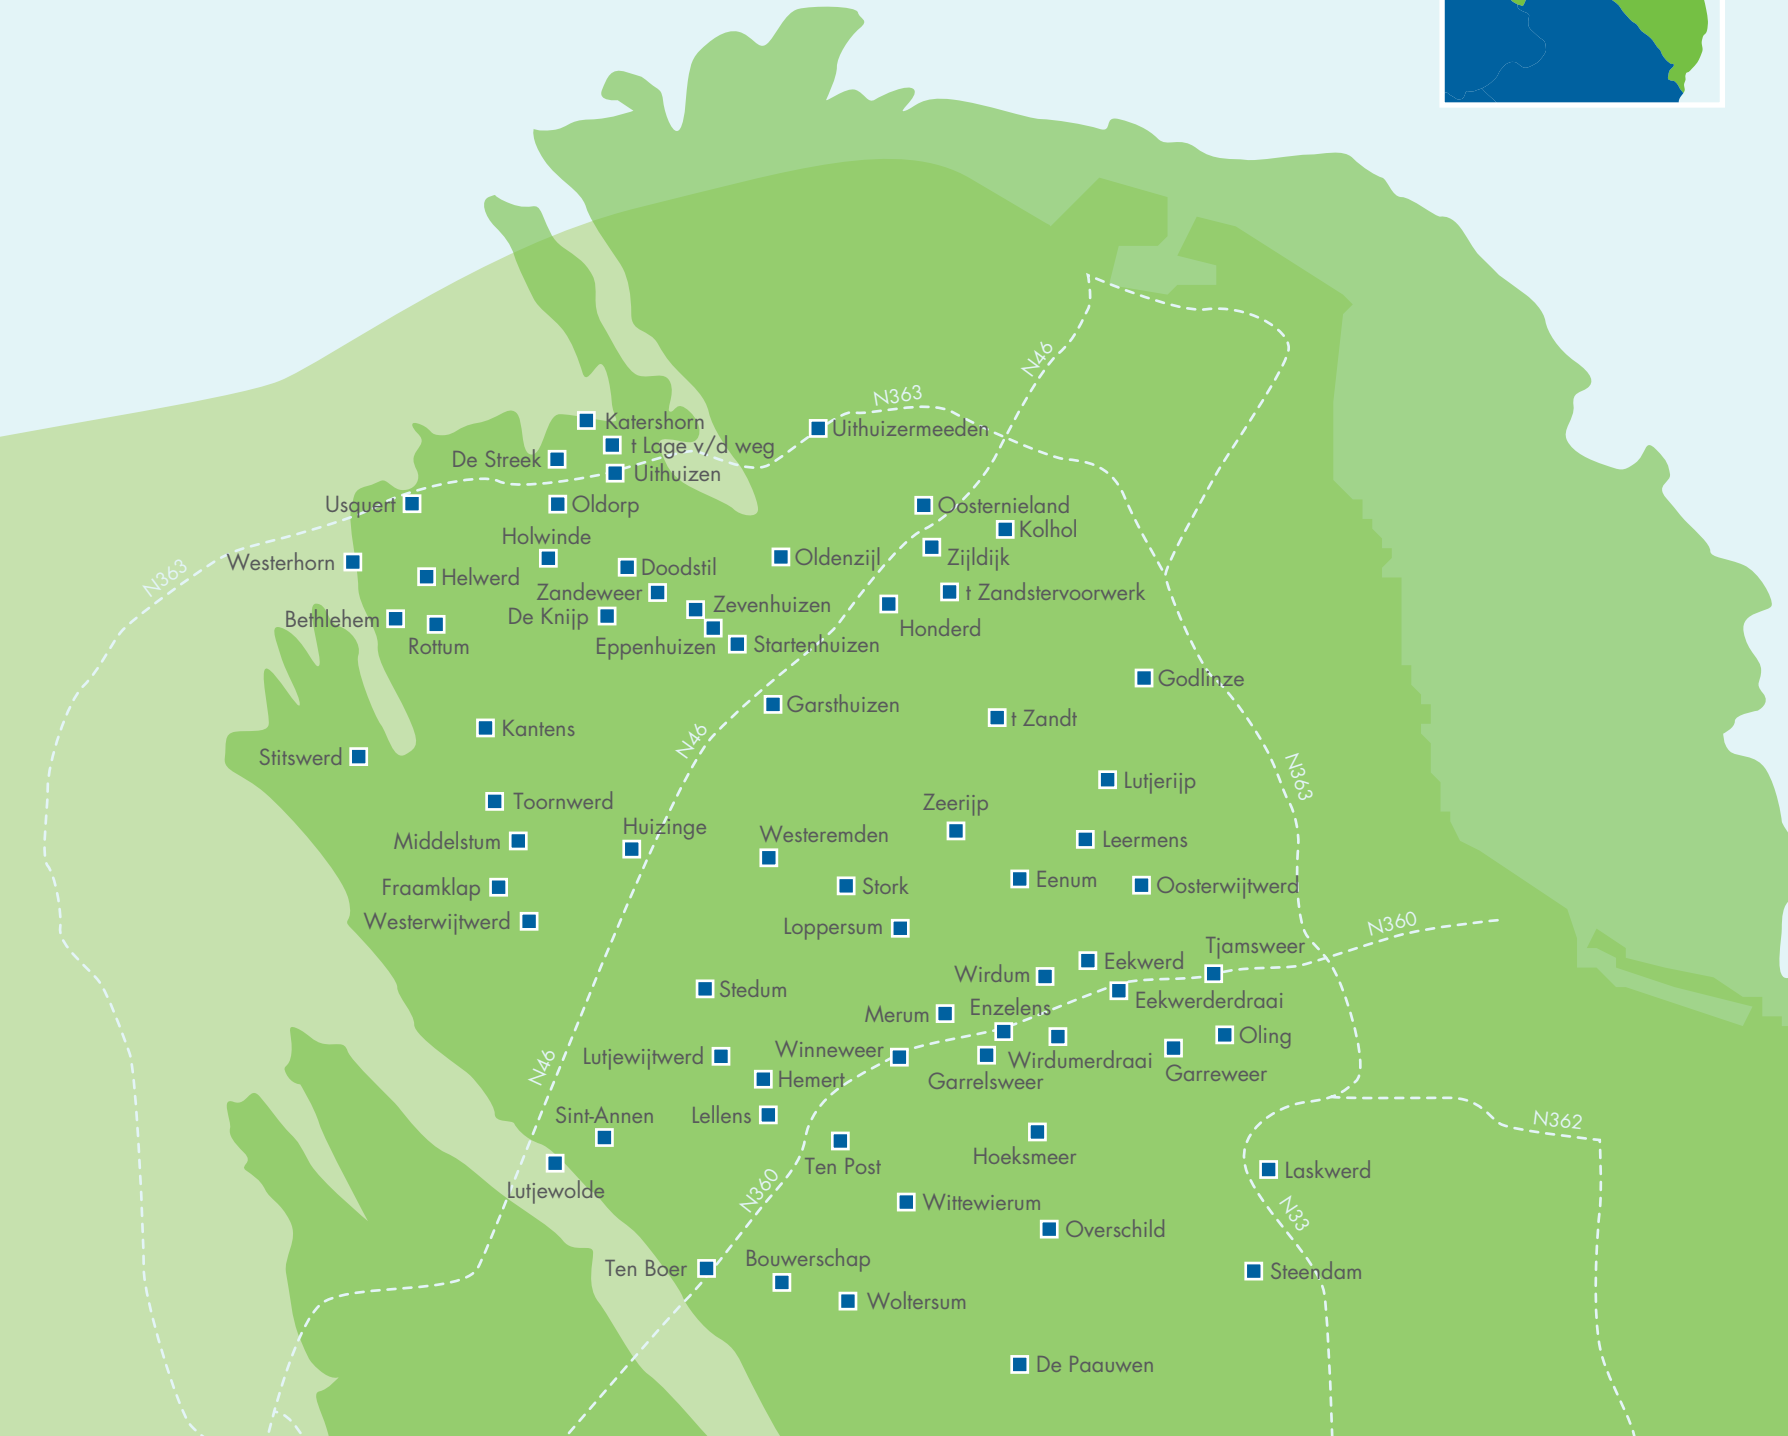 N46
N363
Katershorn
Uithuizermeeden
t Lage v/d weg
De Streek
Uithuizen
Usquert
Oldorp
Oosternieland
Kolhol
Holwinde
Oldenzijl
Zijldijk
Westerhorn
Doodstil
N363
Helwerd
Zandeweer
t Zandstervoorwerk
Zevenhuizen
De Knijp
Bethlehem
Honderd
Rottum
Eppenhuizen
Startenhuizen
Godlinze
Garsthuizen
t Zandt
Kantens
N46
Stitswerd
N363
Lutjerijp
Toornwerd
Zeerijp
Huizinge
Westeremden
Middelstum
Leermens
Eenum
Fraamklap
Stork
Oosterwijtwerd
Westerwijtwerd
Loppersum
N360
Tjamsweer
Eekwerd
Wirdum
Stedum
Eekwerderdraai
Enzelens
Merum
Oling
Winneweer
Lutjewijtwerd
Wirdumerdraai
N46
Garreweer
Hemert
Garrelsweer
Sint-Annen
Lellens
N362
Hoeksmeer
Ten Post
Laskwerd
Lutjewolde
N360
Wittewierum
N33
Overschild
Bouwerschap
Ten Boer
Steendam
Woltersum
De Paauwen